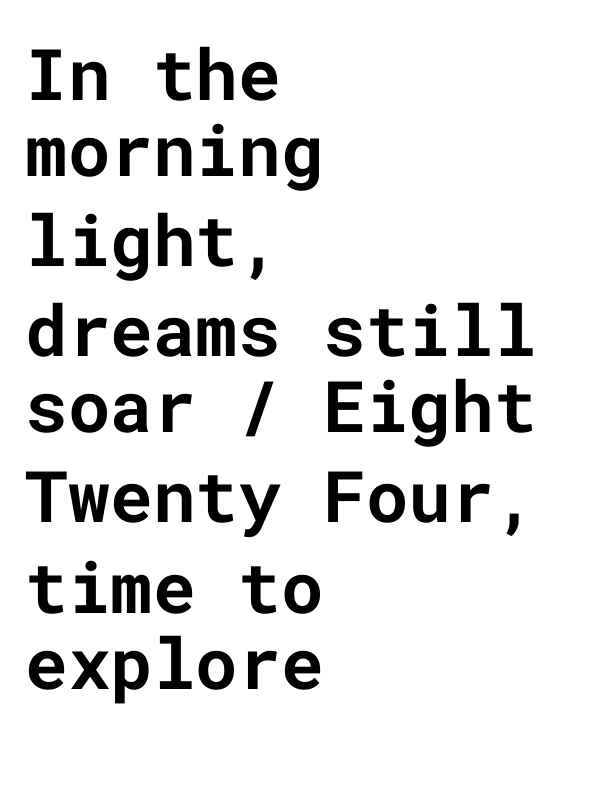 In the
morning
light,
dreams still
soar / Eight
Twenty Four,
time to
explore